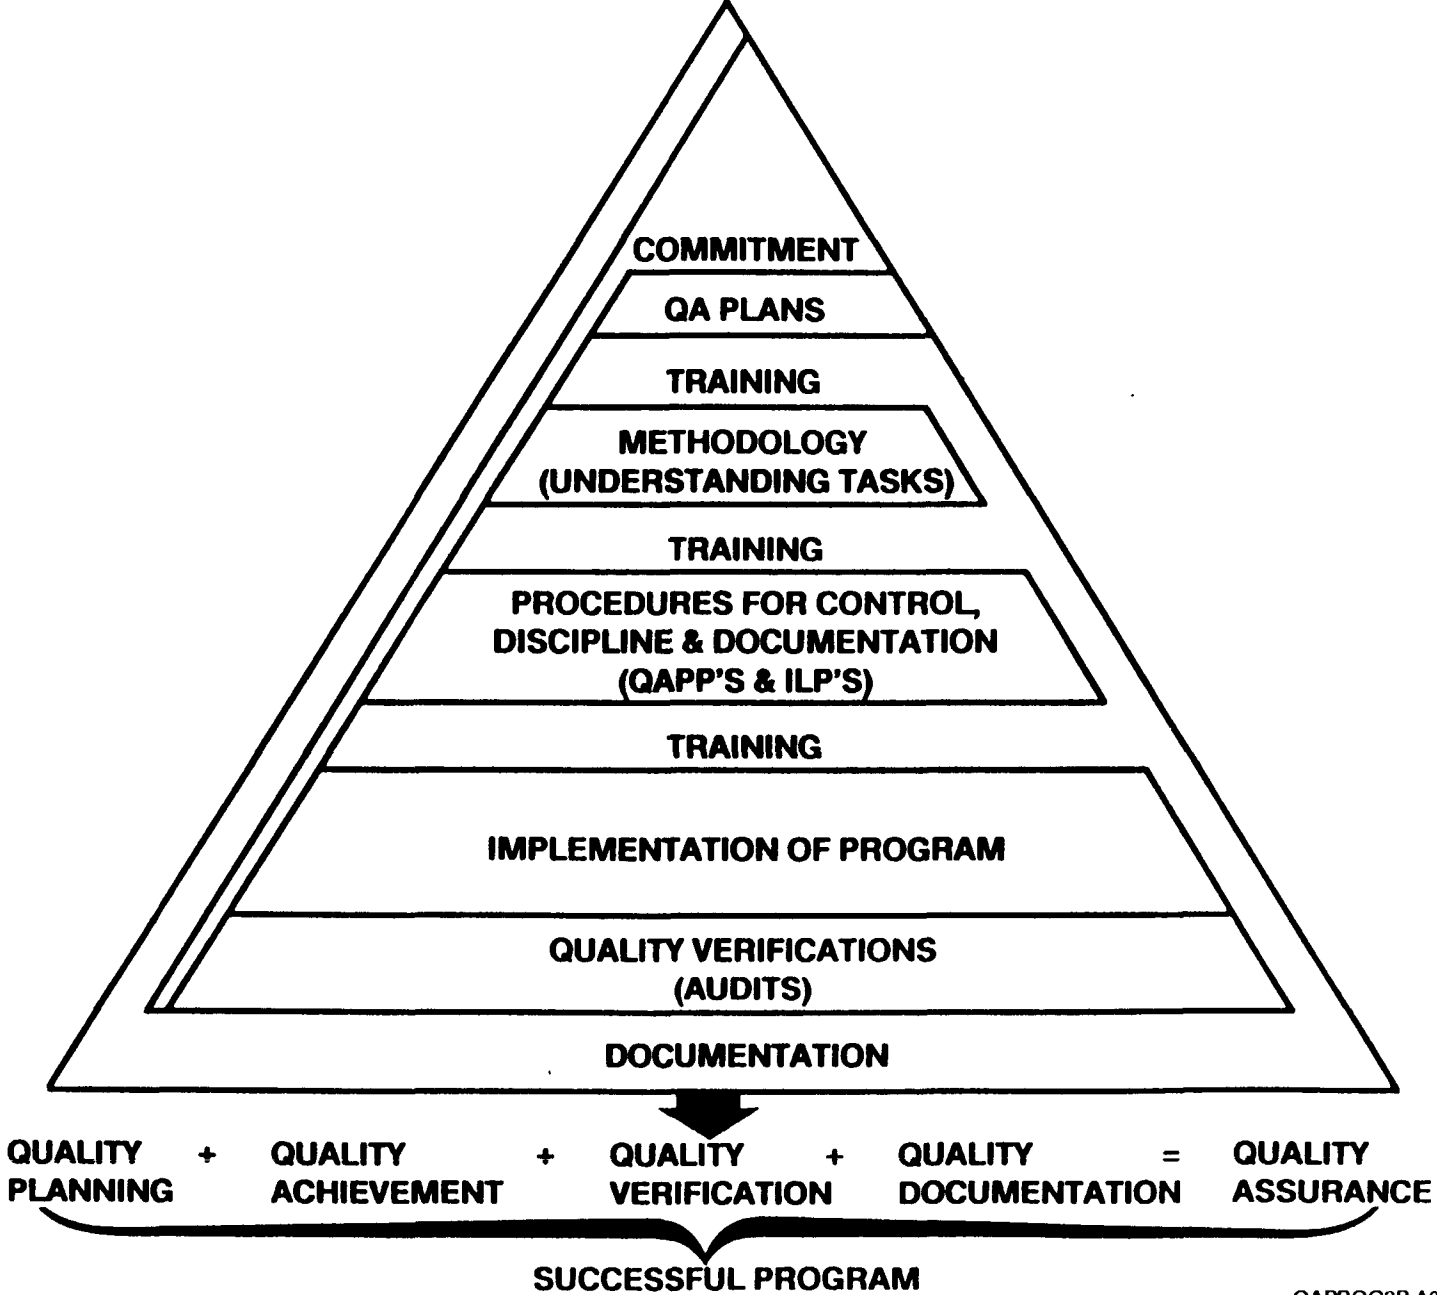 COMMITMENT
QA PLANS
TRAINING
METHODOLOGY
(UNDERSTANDING TASKS)
TRAINING
PROCEDURES FOR CONTROL,
DISCIPLINE & DOCUMENTATION
(QAPP'S & ILP'S)
TRAINING
IMPLEMENTATION OF PROGRAM
QUALITY VERIFICATIONS
(AUDITS)
DOCUMENTATION
QUALITY + QUALITY + QUALITY + QUALITY = QUALITY
PLANNING ACHIEVEMENT VERIFICATION DOCUMENTATION ASSURANCE
SUCCESSFUL PROGRAM